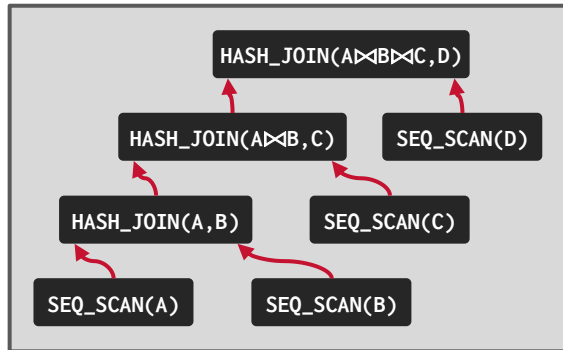 HASH_JOIN(A⨝B⨝C,D)
HASH_JOIN(A⨝B,C)
SEQ_SCAN(D)
HASH_JOIN(A,B)
SEQ_SCAN(C)
SEQ_SCAN(A)
SEQ_SCAN(B)